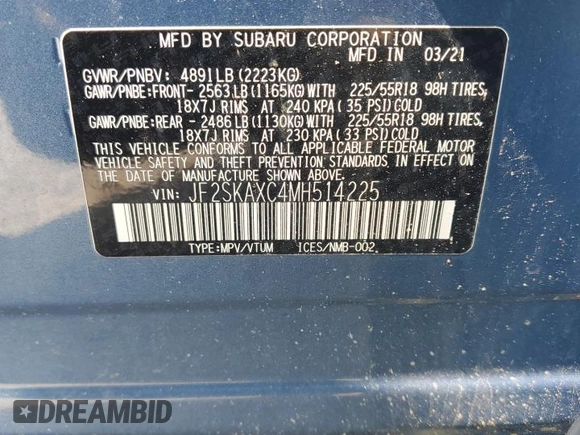 MFD BY SUBARU CORPORATION
MFD IN 03/21
GVWR/PNBV: 4891LB(2223KG)
GAWR/PNBE:FRONT-2563LB(1165KG)WITH 225/55R18 98H TIRES,
18X7J RIMS AT 240 KPA(35 PSI)COLD
GAWR/PNBE:REAR -2486LB(1130KG)WITH 225/55R18 98H TIRES,
18X7J RIMS AT 230 KPA(33 PSI)COLD
THIS VEHICLE CONFORMS TO ALL APPLICABLE FEDERAL MOTOR
VEHICLE SAFETY AND THEFT PREVENTION STANDARDS IN EFFECT ON
THE DATE OF MANUFACTURE SHOWN ABOVE.
VIN: JF2SKAXC4MH514225
TYPE:MPV/VTUM ICES/NMB-002
DREAMBID